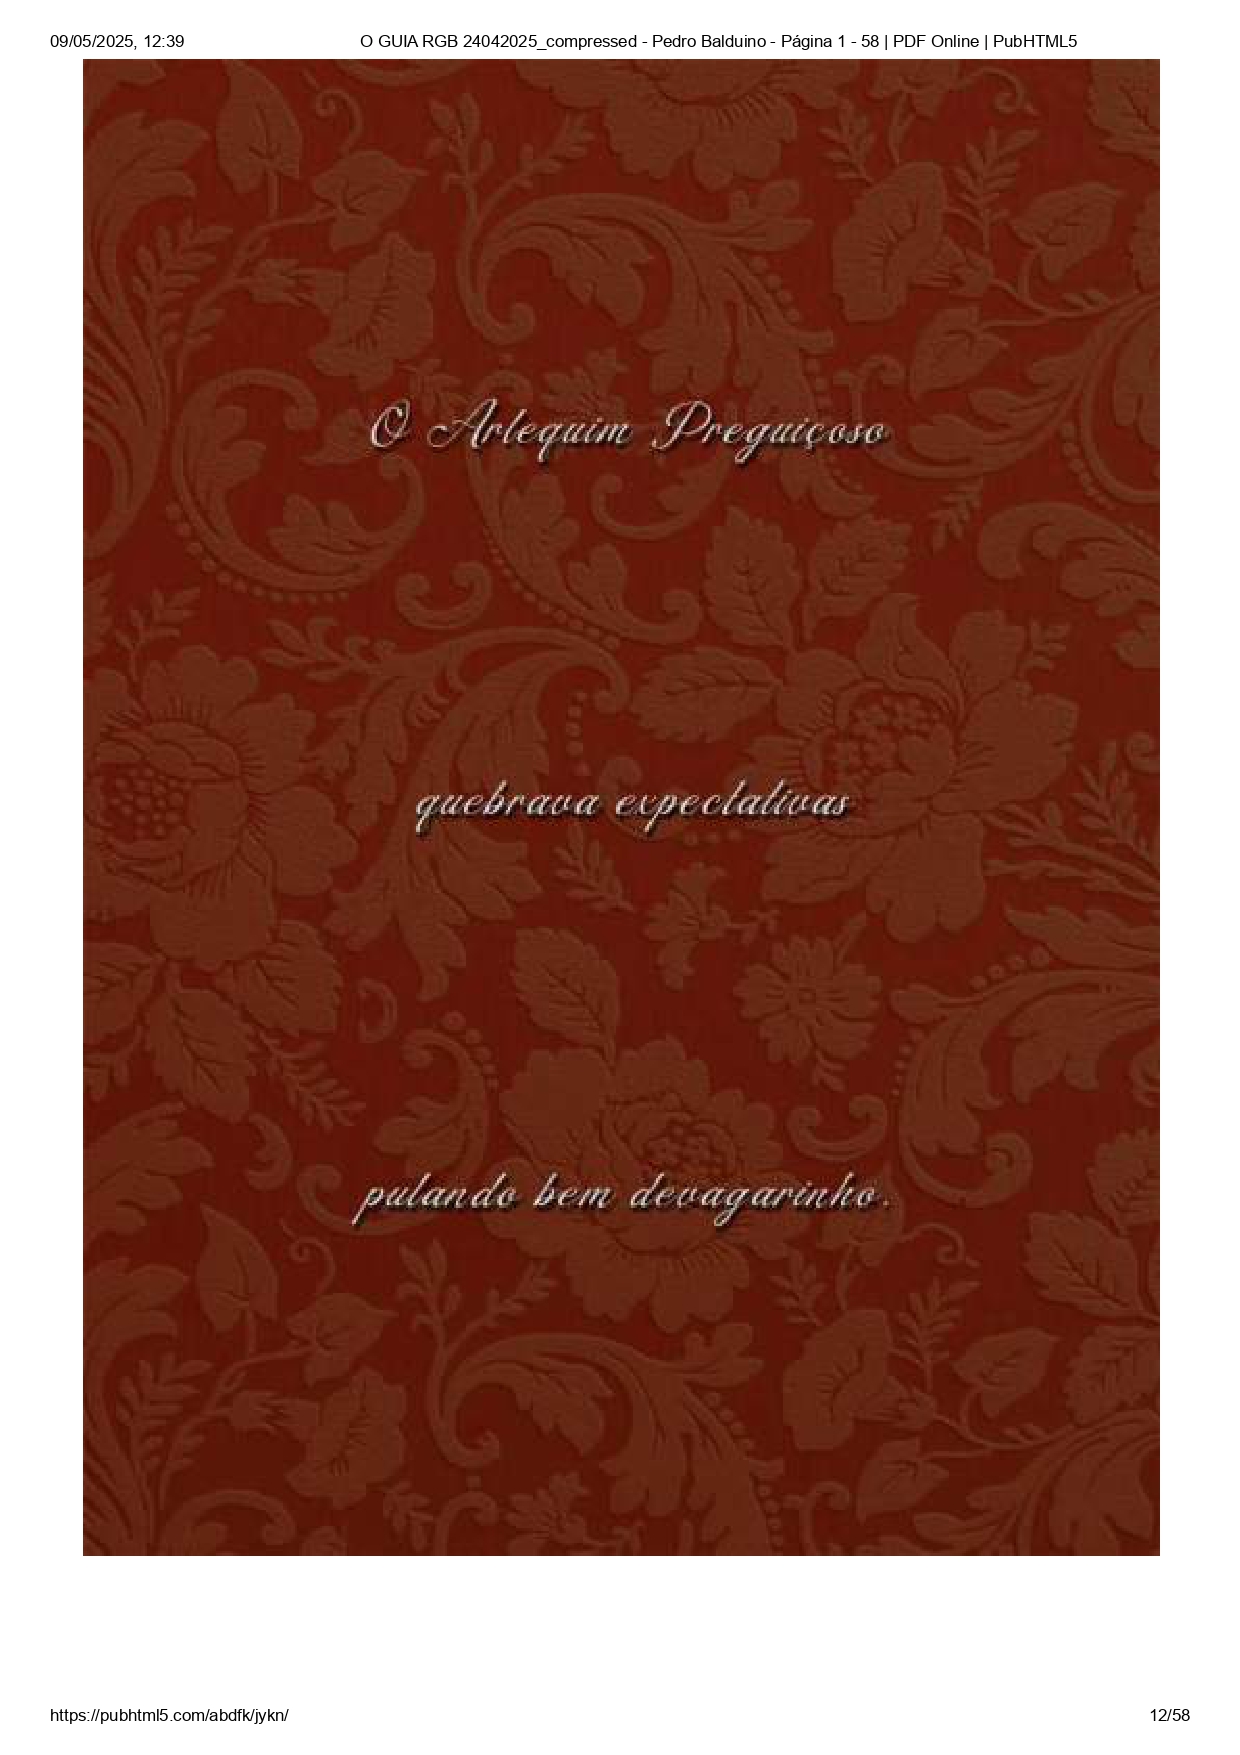 09/05/2025, 12:39 O GUIA RGB 24042025_compressed - Pedro Balduino - Página 1 - 58 | PDF Online | PubHTML5
O Arlequim Preguiçoso
quebrava expectativas
pulando bem devagarinho.
https://pubhtml5.com/abdfk/jykn/ 12/58